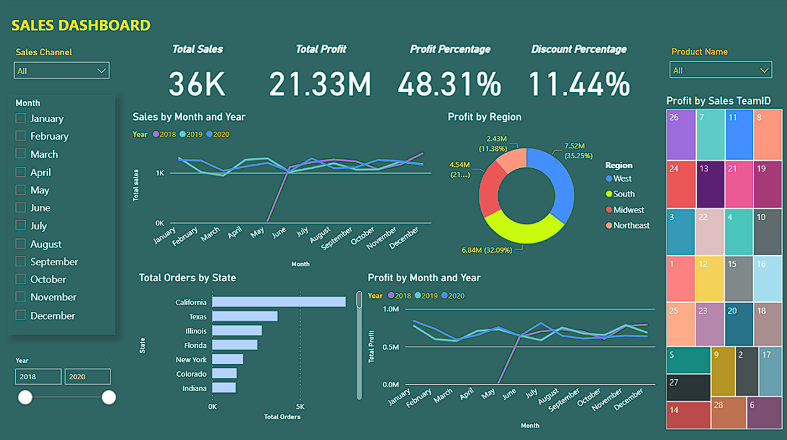 SALES DASHBOARD
Sales Channel
All
Total Sales
36K
Total Profit
21.33M
Profit Percentage
48.31%
Discount Percentage
11.44%
Product Name
All
Month
January
February
March
April
May
June
July
August
September
October
November
December
Year
2018 2020
Sales by Month and Year
Year 2018 2019 2020
Total sales
1K
0K
January
February
March
April
May
June
July
August
September
October
November
December
Month
Profit by Region
2.43M
(11.38%)
7.52M
(35.25%)
4.54M
(21...)
6.84M (32.09%)
Region
West
South
Midwest
Northeast
Total Orders by State
State
California
Texas
Illinois
Florida
New York
Colorado
Indiana
0K 5K
Total Orders
Profit by Month and Year
Year 2018 2019 2020
Total Profit
1.0M
0.5M
0.0M
January
February
March
April
May
June
July
August
September
October
November
December
Month
Profit by Sales TeamID
26 7 11 8
24 13 21 19
3 22 4 10
1 12 15 16
25 23 20 18
5 9 2 17
27
14 28 6